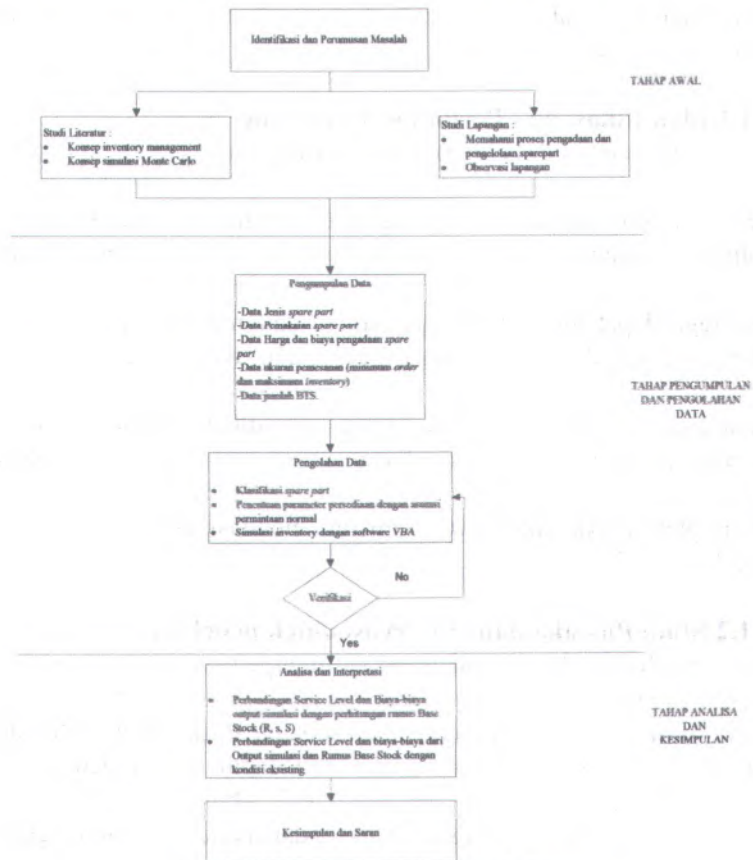 Identifikasi dan Perumusan Masalah
TAHAP AWAL
Studi Literatur :
Konsep inventory management
Konsep simulasi Monte Carlo
Studi Lapangan :
Memahami proses pengadaan dan
pengelolaan sparepart
Observasi lapangan
Pengumpulan Data
-Data Jenis spare part
-Data Pemakaian spare part
-Data Harga dan biaya pengadaan spare
part
-Data ukuran pemesanan (minimum order
dan maksimum inventory)
-Data jumlah BTS.
TAHAP PENGUMPULAN
DAN PENGOLAHAN
DATA
Pengolahan Data
Klasifikasi spare part
Penentuan parameter persediaan dengan asumsi
permintaan normal
Simulasi inventory dengan software VBA
No
Verifikasi
Yes
Analisa dan Interpretasi
Perbandingan Service Level dan Biaya-biaya
output simulasi dengan perhitungan rumus Base
Stock (R, s, S)
Perbandingan Service Level dan biaya-biaya dari
Output simulasi dan Rumus Base Stock dengan
kondisi eksisting
TAHAP ANALISA
DAN
KESIMPULAN
Kesimpulan dan Saran